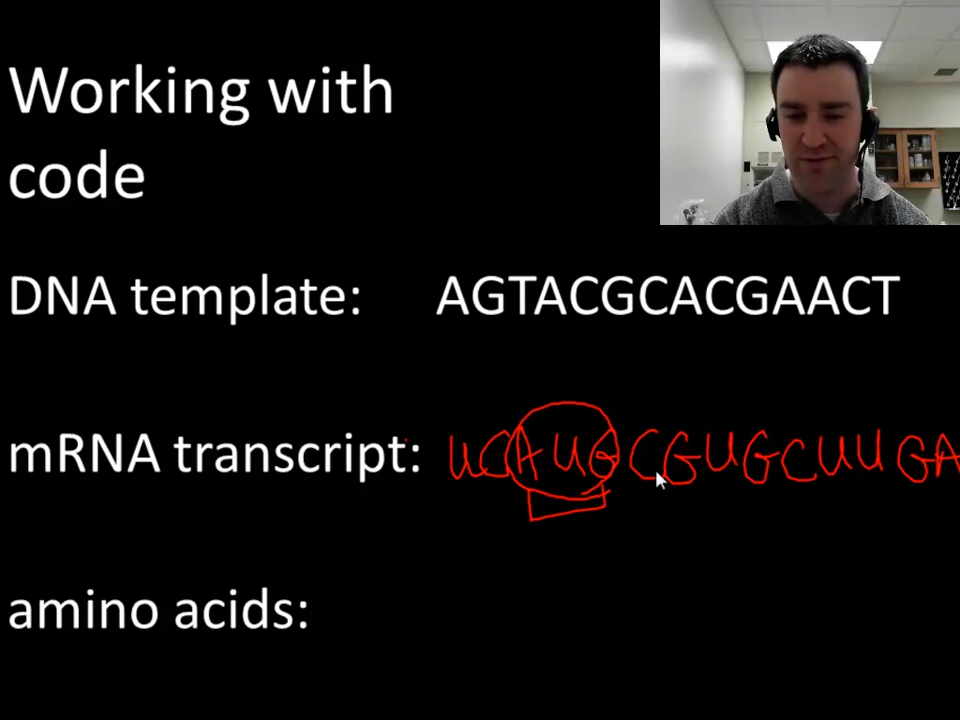 Working with
code
DNA template: AGTACGCACGAACT
mRNA transcript: UCAUGCGUGCUUGA
amino acids: